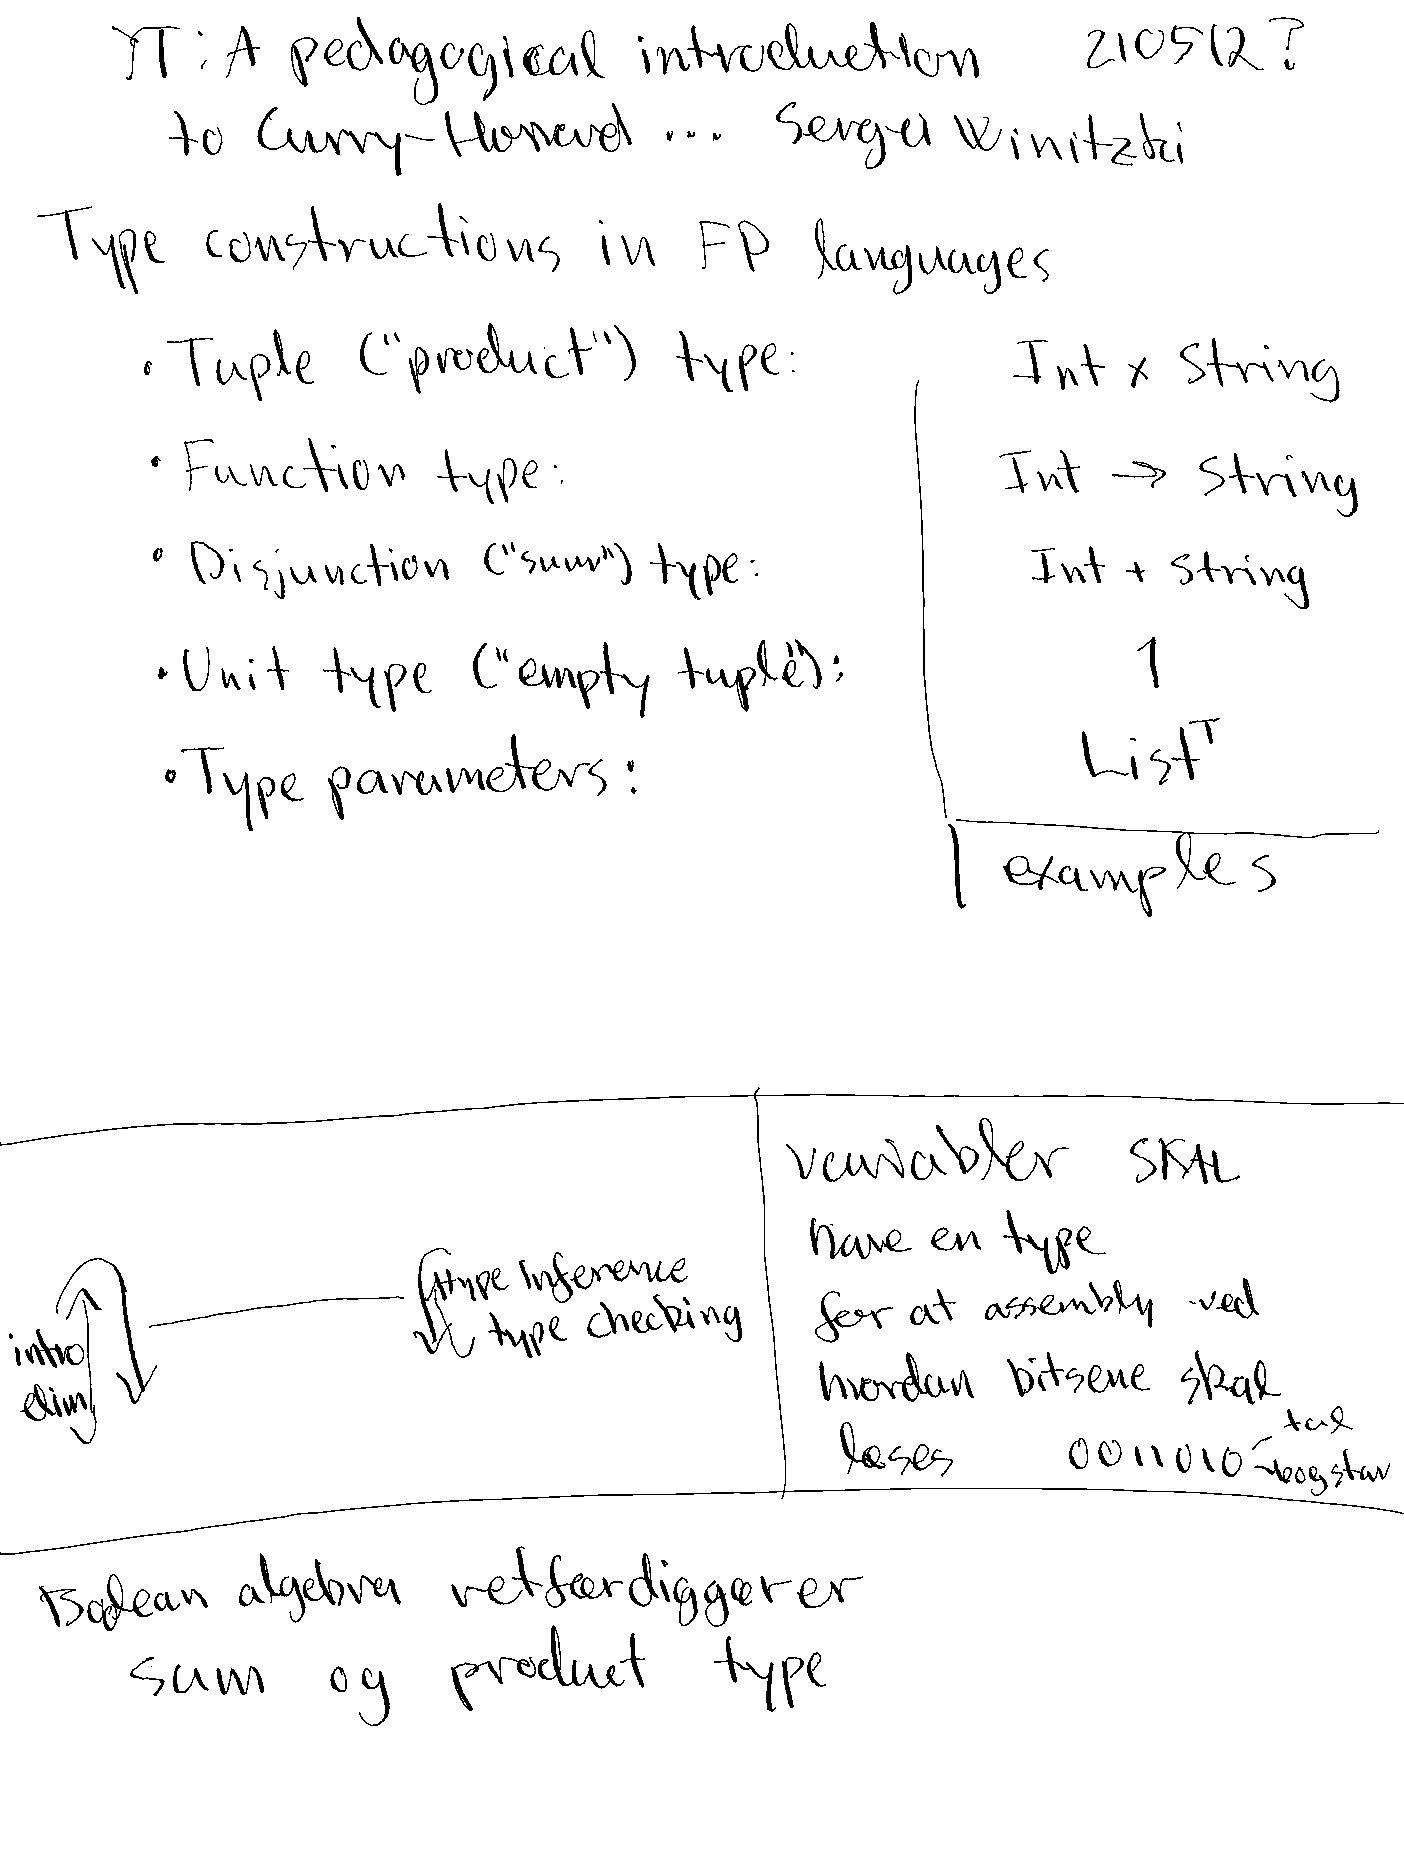 YT: A pedagogical introduction 210512?
to Curry-Howard ... Sergei Winitzki
Type constructions in FP languages
• Tuple ("product") type: Int × String
• Function type: Int → String
• Disjunction ("sum") type: Int + String
• Unit type ("empty tuple"): 1
• Type parameters: List^T
examples
intro
elim
type inference
type checking
variabler SKAL
have en type
før at assembly ved
hvordan bitsene skal
læses 0011010
tal
bogstav
Boolean algebra retfærdiggører
sum og product type